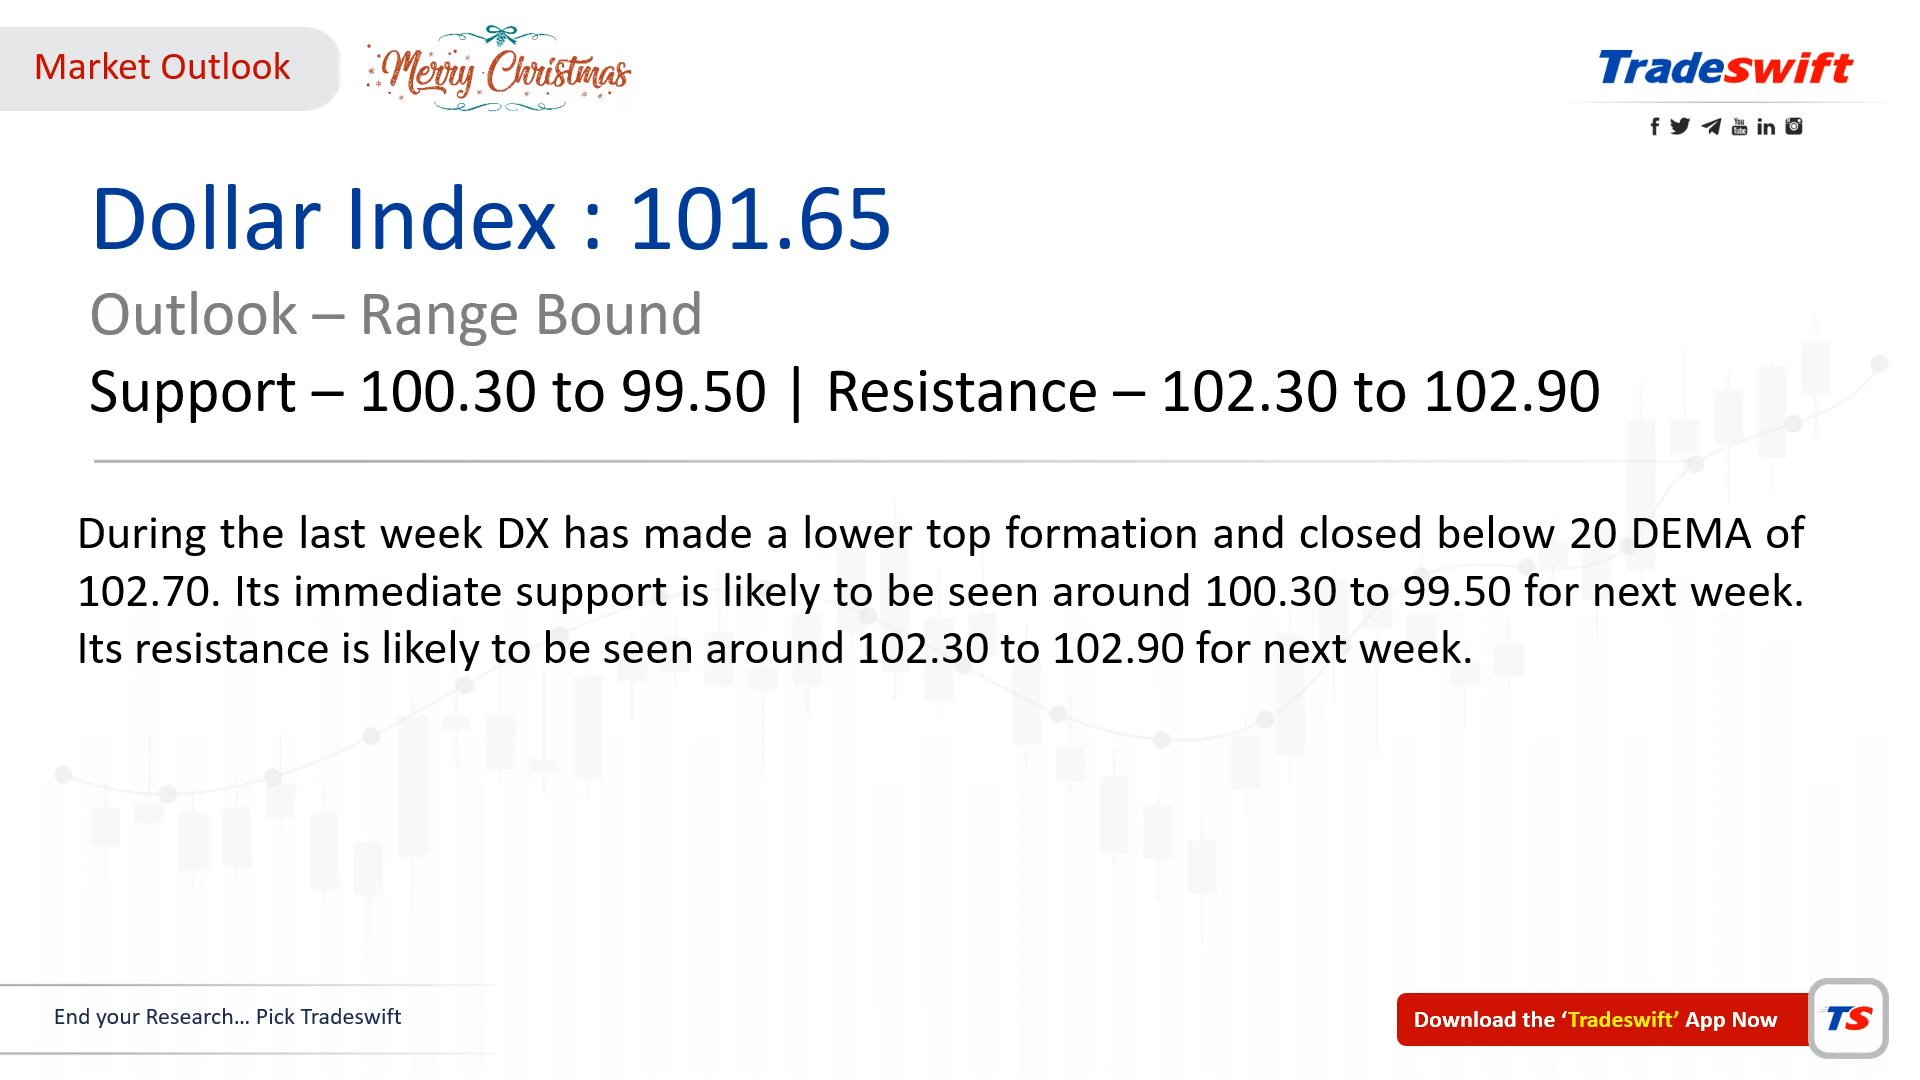 Market Outlook
Merry Christmas
Tradeswift
Dollar Index : 101.65
Outlook – Range Bound
Support – 100.30 to 99.50 | Resistance – 102.30 to 102.90
During the last week DX has made a lower top formation and closed below 20 DEMA of
102.70. Its immediate support is likely to be seen around 100.30 to 99.50 for next week.
Its resistance is likely to be seen around 102.30 to 102.90 for next week.
End your Research... Pick Tradeswift
Download the ‘Tradeswift’ App Now
TS